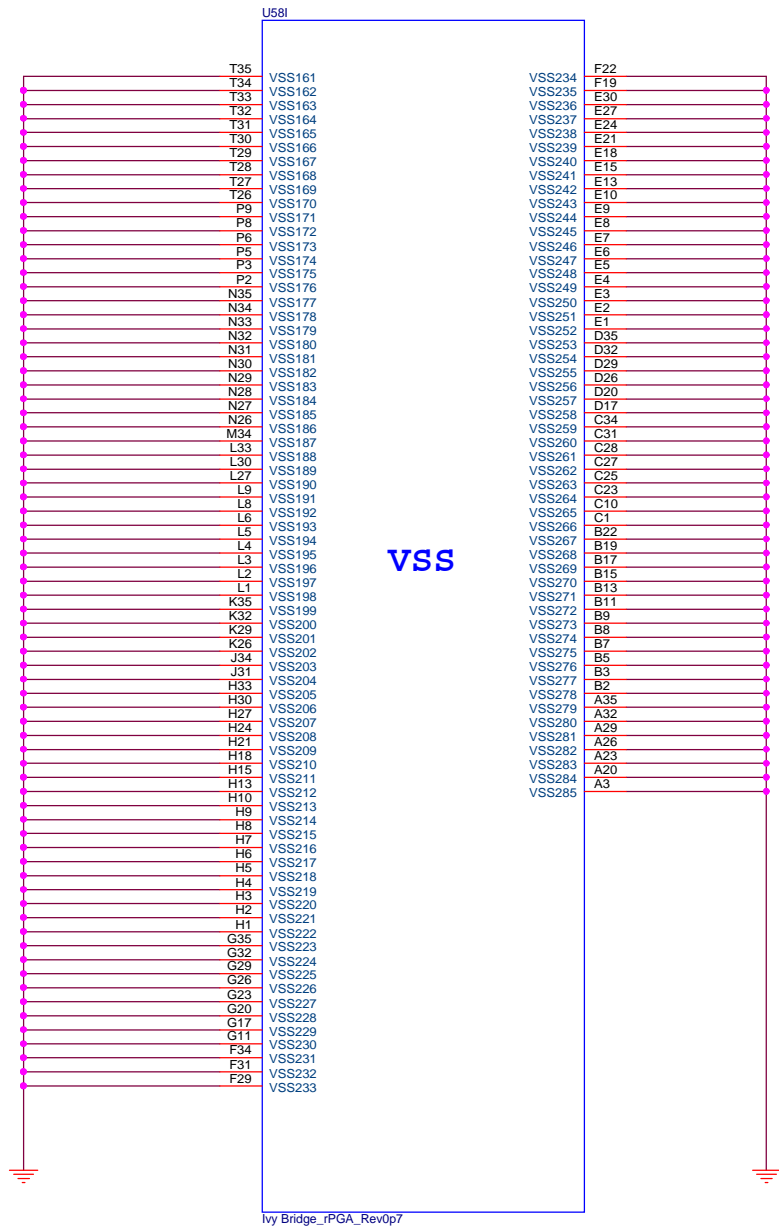 U58I
T35 VSS161
T34 VSS162
T33 VSS163
T32 VSS164
T31 VSS165
T30 VSS166
T29 VSS167
T28 VSS168
T27 VSS169
T26 VSS170
P9 VSS171
P8 VSS172
P6 VSS173
P5 VSS174
P3 VSS175
P2 VSS176
N35 VSS177
N34 VSS178
N33 VSS179
N32 VSS180
N31 VSS181
N30 VSS182
N29 VSS183
N28 VSS184
N27 VSS185
N26 VSS186
M34 VSS187
L33 VSS188
L30 VSS189
L27 VSS190
L9 VSS191
L8 VSS192
L6 VSS193
L5 VSS194
L4 VSS195
L3 VSS196
L2 VSS197
L1 VSS198
K35 VSS199
K32 VSS200
K29 VSS201
K26 VSS202
J34 VSS203
J31 VSS204
H33 VSS205
H30 VSS206
H27 VSS207
H24 VSS208
H21 VSS209
H18 VSS210
H15 VSS211
H13 VSS212
H10 VSS213
H9 VSS214
H8 VSS215
H7 VSS216
H6 VSS217
H5 VSS218
H4 VSS219
H3 VSS220
H2 VSS221
H1 VSS222
G35 VSS223
G32 VSS224
G29 VSS225
G26 VSS226
G23 VSS227
G20 VSS228
G17 VSS229
G11 VSS230
F34 VSS231
F31 VSS232
F29 VSS233
VSS
VSS234 F22
VSS235 F19
VSS236 E30
VSS237 E27
VSS238 E24
VSS239 E21
VSS240 E18
VSS241 E15
VSS242 E13
VSS243 E10
VSS244 E9
VSS245 E8
VSS246 E7
VSS247 E6
VSS248 E5
VSS249 E4
VSS250 E3
VSS251 E2
VSS252 E1
VSS253 D35
VSS254 D32
VSS255 D29
VSS256 D26
VSS257 D20
VSS258 D17
VSS259 C34
VSS260 C31
VSS261 C28
VSS262 C27
VSS263 C25
VSS264 C23
VSS265 C10
VSS266 C1
VSS267 B22
VSS268 B19
VSS269 B17
VSS270 B15
VSS271 B13
VSS272 B11
VSS273 B9
VSS274 B8
VSS275 B7
VSS276 B5
VSS277 B3
VSS278 B2
VSS279 A35
VSS280 A32
VSS281 A29
VSS282 A26
VSS283 A23
VSS284 A20
VSS285 A3
Ivy Bridge_rPGA_Rev0p7